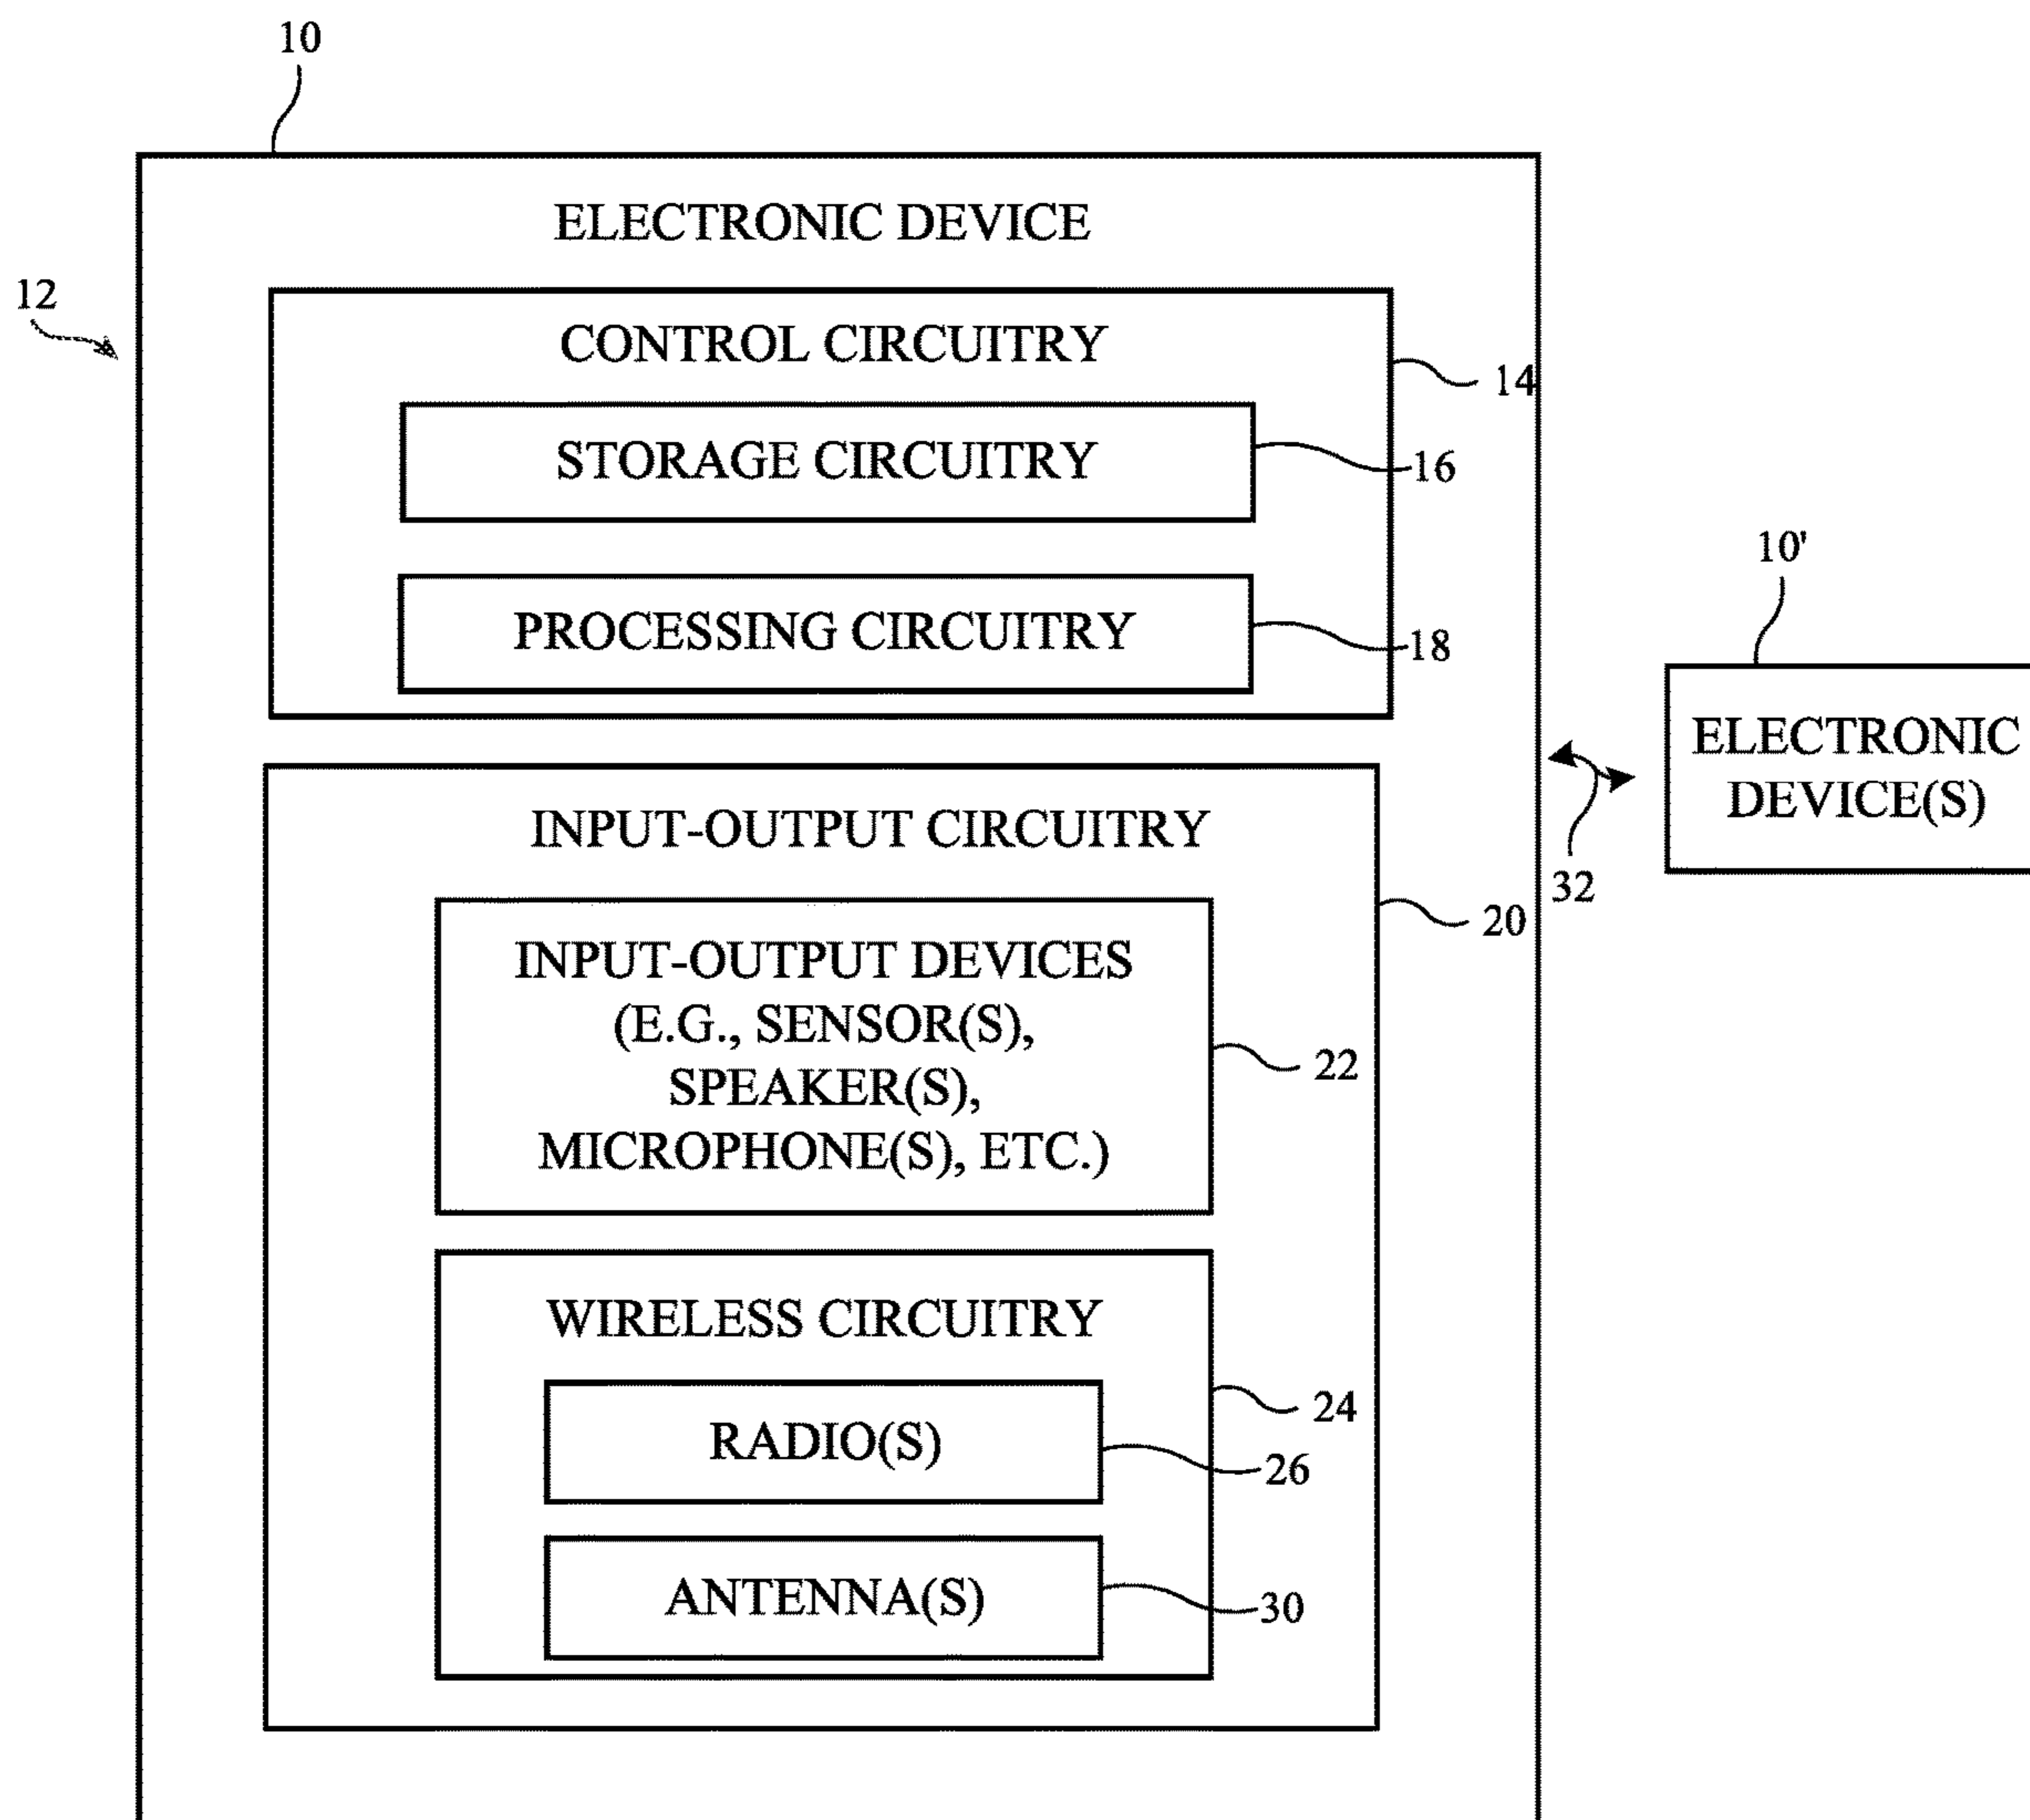 10
ELECTRONIC DEVICE
12
CONTROL CIRCUITRY
14
STORAGE CIRCUITRY
16
PROCESSING CIRCUITRY
18
10'
ELECTRONIC
DEVICE(S)
32
INPUT-OUTPUT CIRCUITRY
20
INPUT-OUTPUT DEVICES
(E.G., SENSOR(S),
SPEAKER(S),
MICROPHONE(S), ETC.)
22
WIRELESS CIRCUITRY
24
RADIO(S)
26
ANTENNA(S)
30